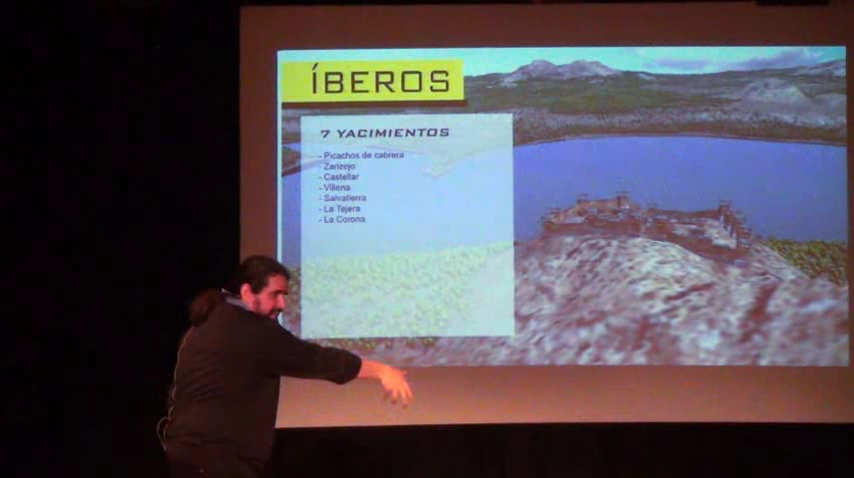 ÍBEROS
7 YACIMIENTOS
- Picachos de cabrera
- Zarizejo
- Castellar
- Villena
- Salvatierra
- La Tejera
- La Corona